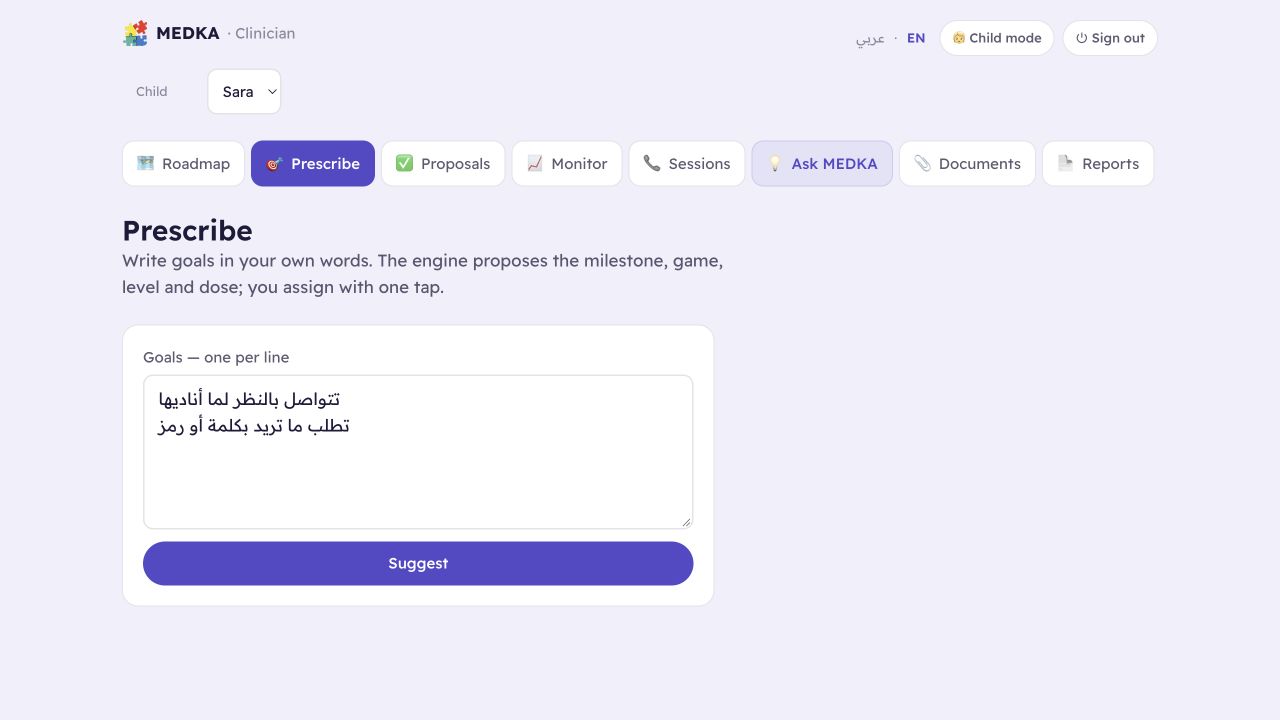 MEDKA · Clinician
عربي · EN
Child mode
Sign out
Child
Sara
Roadmap
Prescribe
Proposals
Monitor
Sessions
Ask MEDKA
Documents
Reports
Prescribe
Write goals in your own words. The engine proposes the milestone, game,
level and dose; you assign with one tap.
Goals — one per line
تتواصل بالنظر لما أناديها
تطلب ما تريد بكلمة أو رمز
Suggest